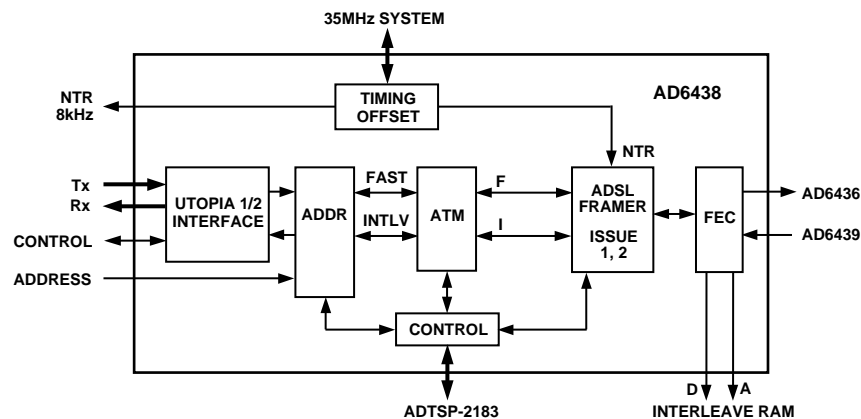 35MHz SYSTEM
AD6438
TIMING
OFFSET
NTR
8kHz
NTR
Tx
Rx
CONTROL
ADDRESS
UTOPIA 1/2
INTERFACE
ADDR
FAST
INTLV
ATM
F
I
ADSL
FRAMER
ISSUE
1, 2
FEC
AD6436
AD6439
CONTROL
D
A
ADTSP-2183
INTERLEAVE RAM